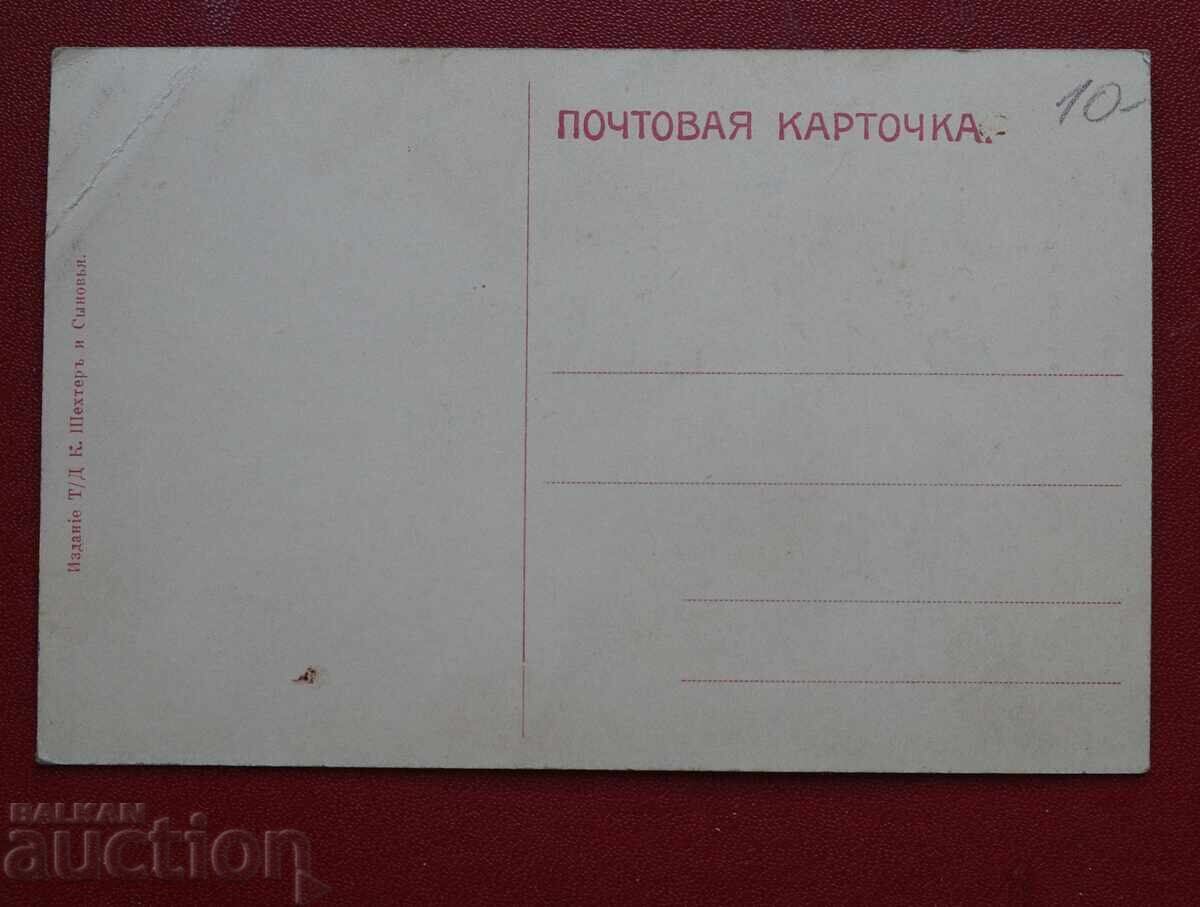 ПОЧТОВАЯ КАРТОЧКА.
10-
Изданіе Т/Д К. Шехтеръ и Сыновья.
BALKAN
auction